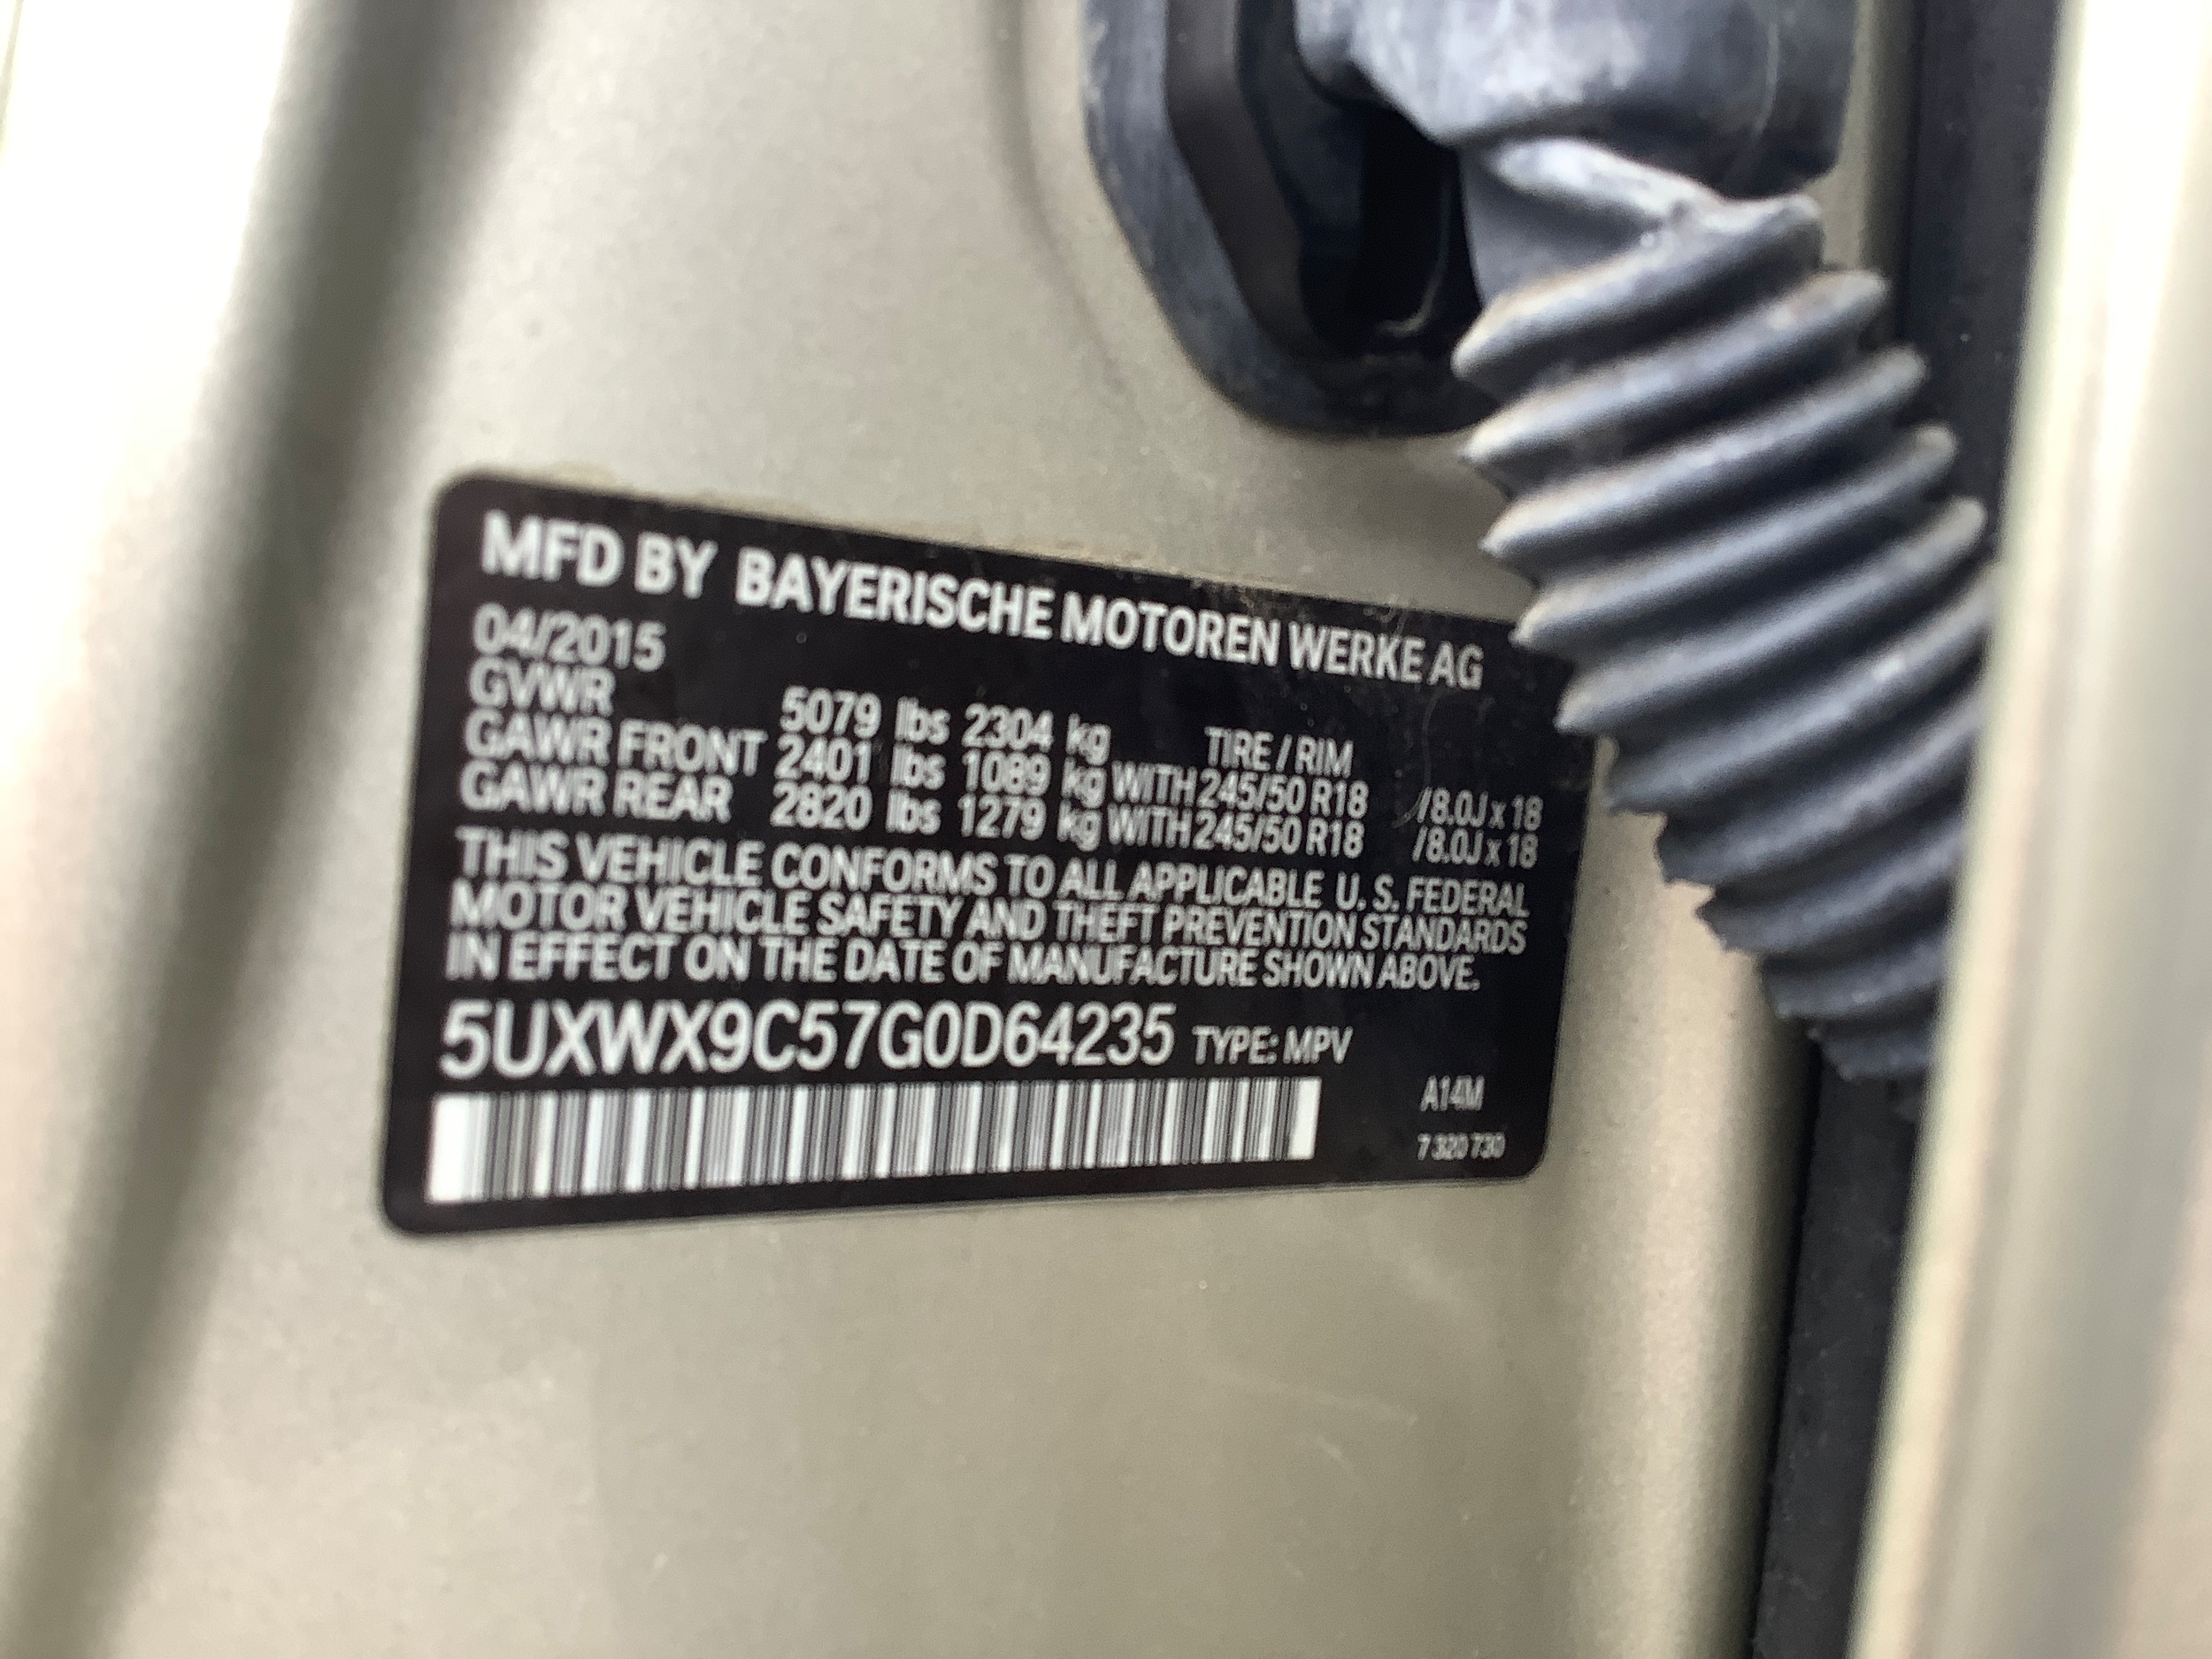 MFD BY BAYERISCHE MOTOREN WERKE AG
04/2015
GVWR 5079 lbs 2304 kg TIRE / RIM
GAWR FRONT 2401 lbs 1089 kg WITH 245/50 R18 /8.0J x 18
GAWR REAR 2820 lbs 1279 kg WITH 245/50 R18 /8.0J x 18
THIS VEHICLE CONFORMS TO ALL APPLICABLE U. S. FEDERAL
MOTOR VEHICLE SAFETY AND THEFT PREVENTION STANDARDS
IN EFFECT ON THE DATE OF MANUFACTURE SHOWN ABOVE.
5UXWX9C57G0D64235 TYPE: MPV
A14M
7 320 730